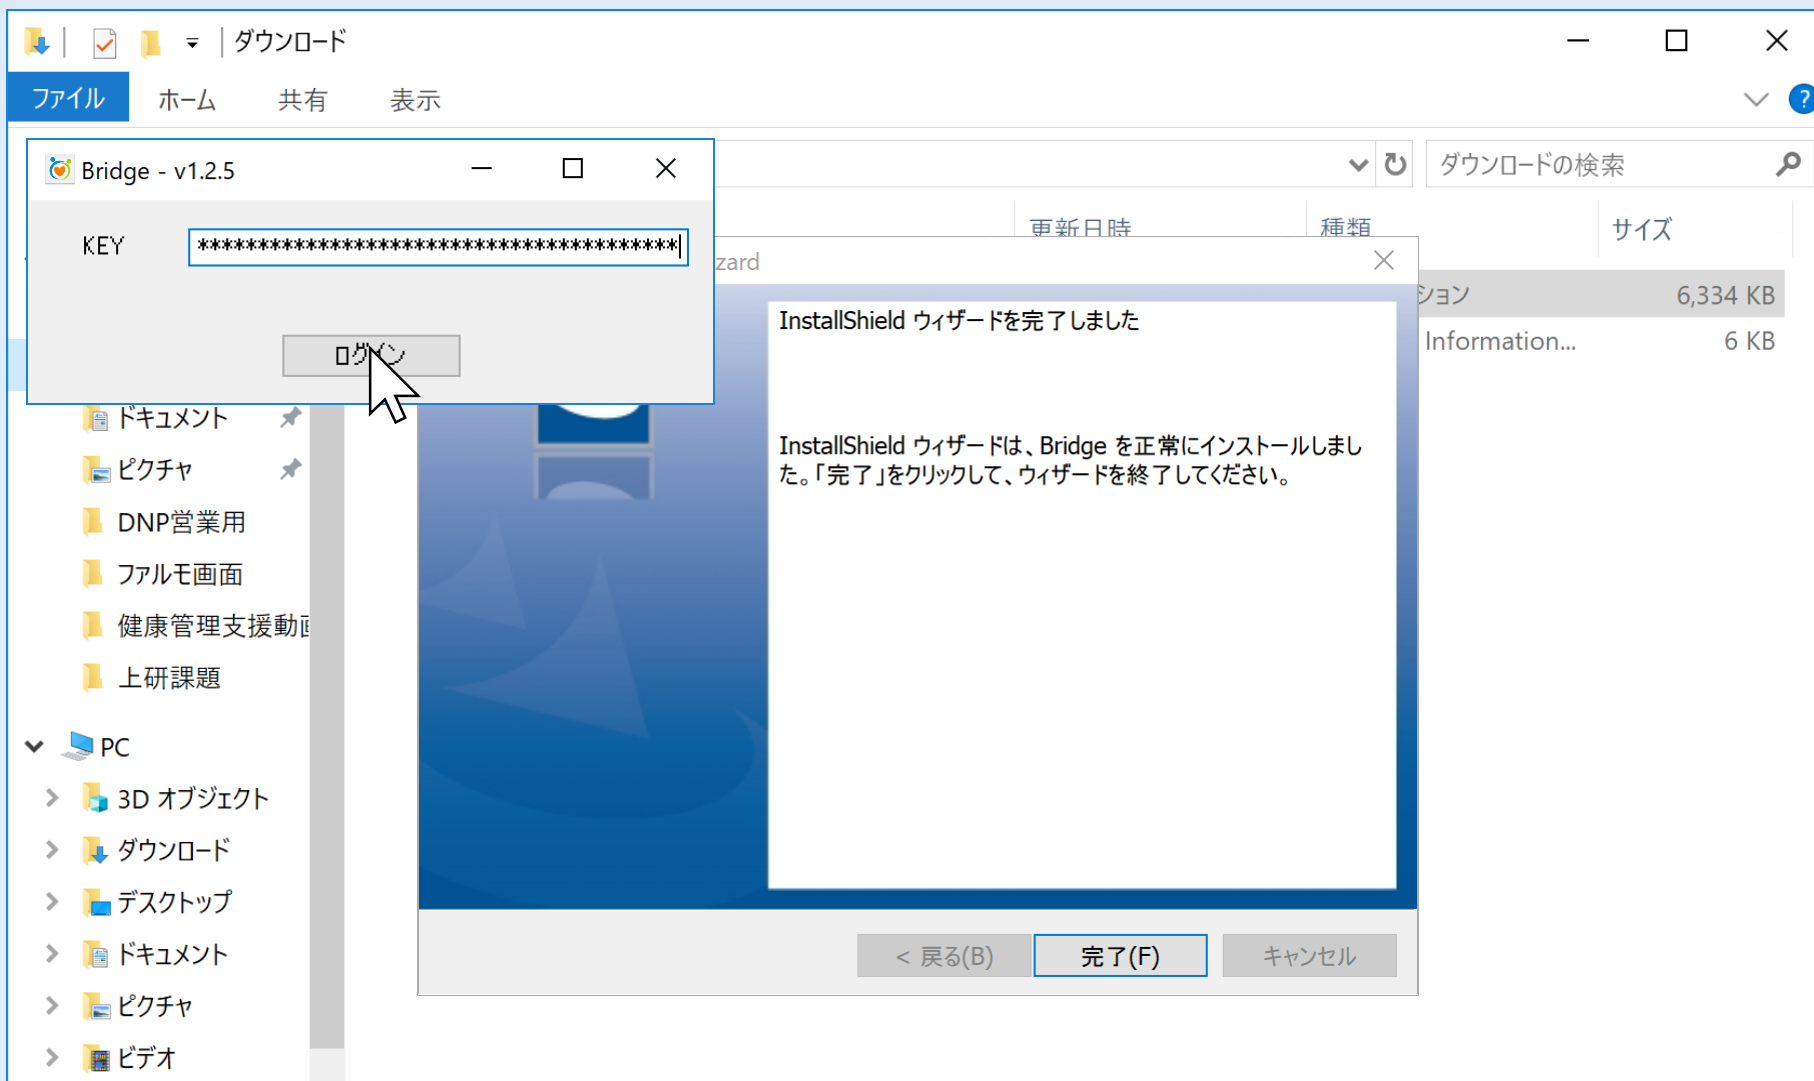 ダウンロード
ファイル
ホーム
共有
表示
?
Bridge - v1.2.5
KEY
****************************************
ログイン
ダウンロードの検索
更新日時
種類
サイズ
zard
ション
6,334 KB
Information...
6 KB
InstallShield ウィザードを完了しました
InstallShield ウィザードは、Bridge を正常にインストールしまし
た。「完了」をクリックして、ウィザードを終了してください。
< 戻る(B)
完了(F)
キャンセル
ドキュメント
ピクチャ
DNP営業用
ファルモ画面
健康管理支援動画
上研課題
PC
3D オブジェクト
ダウンロード
デスクトップ
ドキュメント
ピクチャ
ビデオ